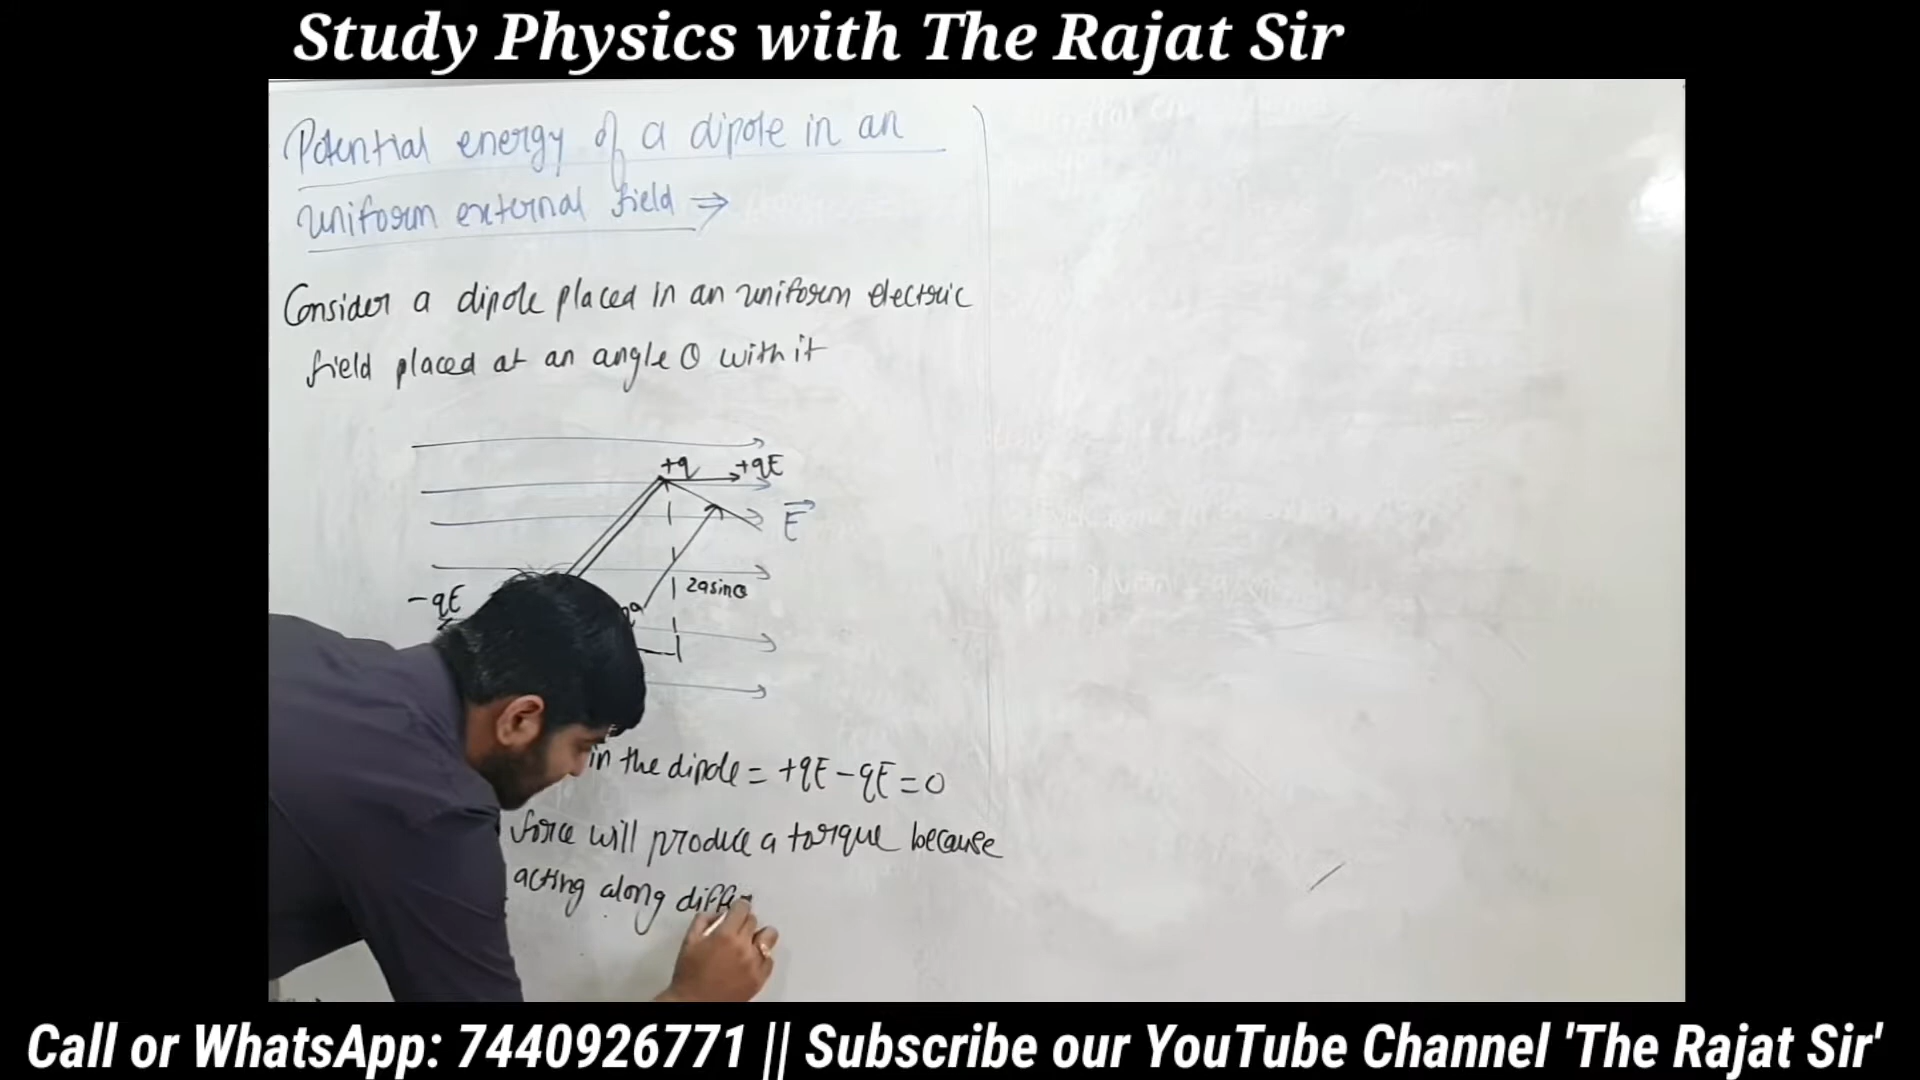 Study Physics with The Rajat Sir
Potential energy of a dipole in an
uniform external field ⇒
Consider a dipole placed in an uniform electric
field placed at an angle θ with it
+q +qE
E
2asinθ
-qE
in the dipole = +qE - qE = 0
force will produce a torque because
acting along diffe
Call or WhatsApp: 7440926771 || Subscribe our YouTube Channel 'The Rajat Sir'